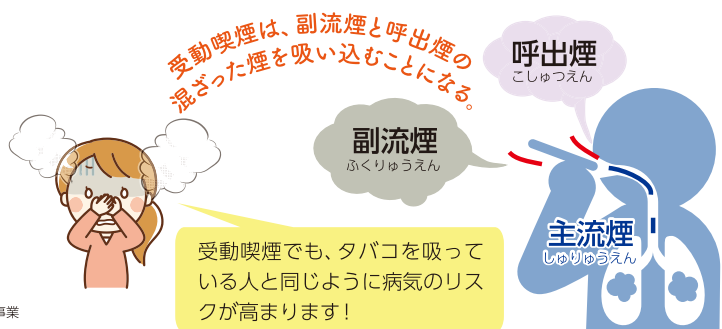 受動喫煙は、副流煙と呼出煙の
混ざった煙を吸い込むことになる。
呼出煙
こしゅつえん
副流煙
ふくりゅうえん
主流煙
しゅりゅうえん
受動喫煙でも、タバコを吸って
いる人と同じように病気のリス
クが高まります!
事業